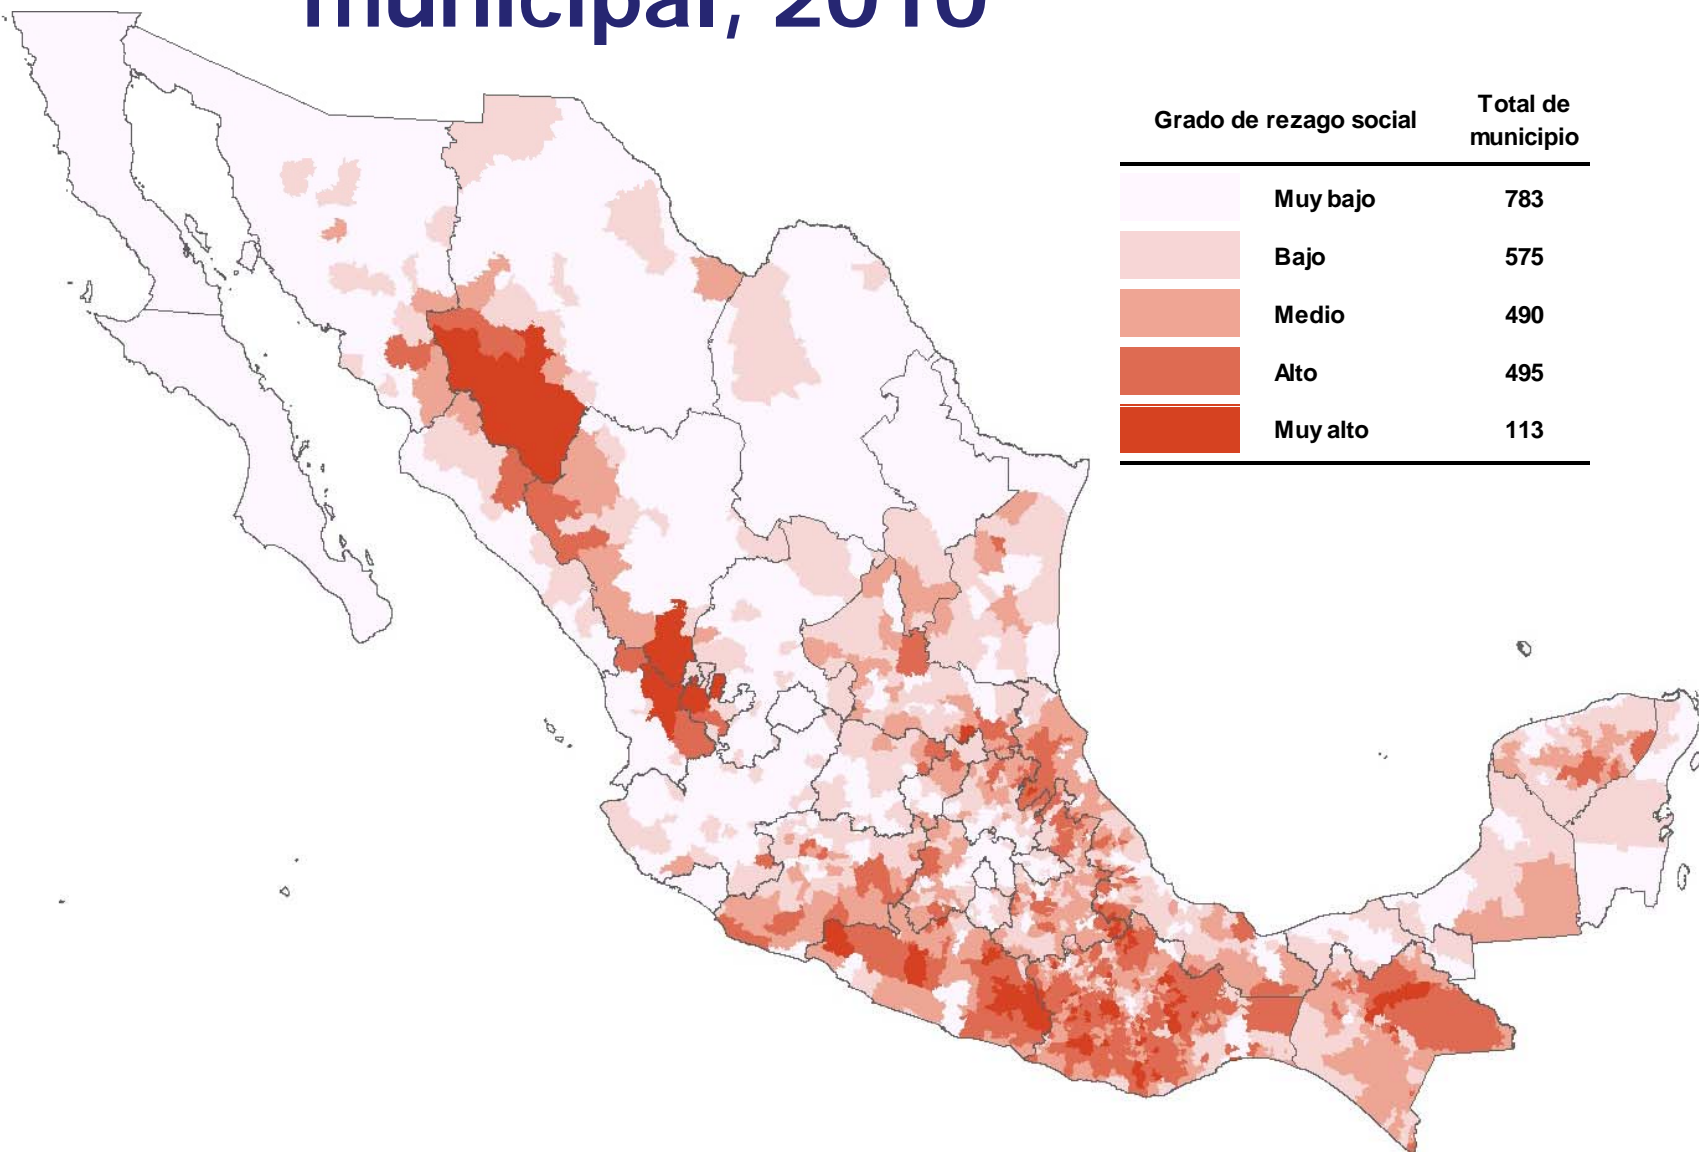 municipal, 2010
Grado de rezago social
Total de
municipio
Muy bajo 783
Bajo 575
Medio 490
Alto 495
Muy alto 113